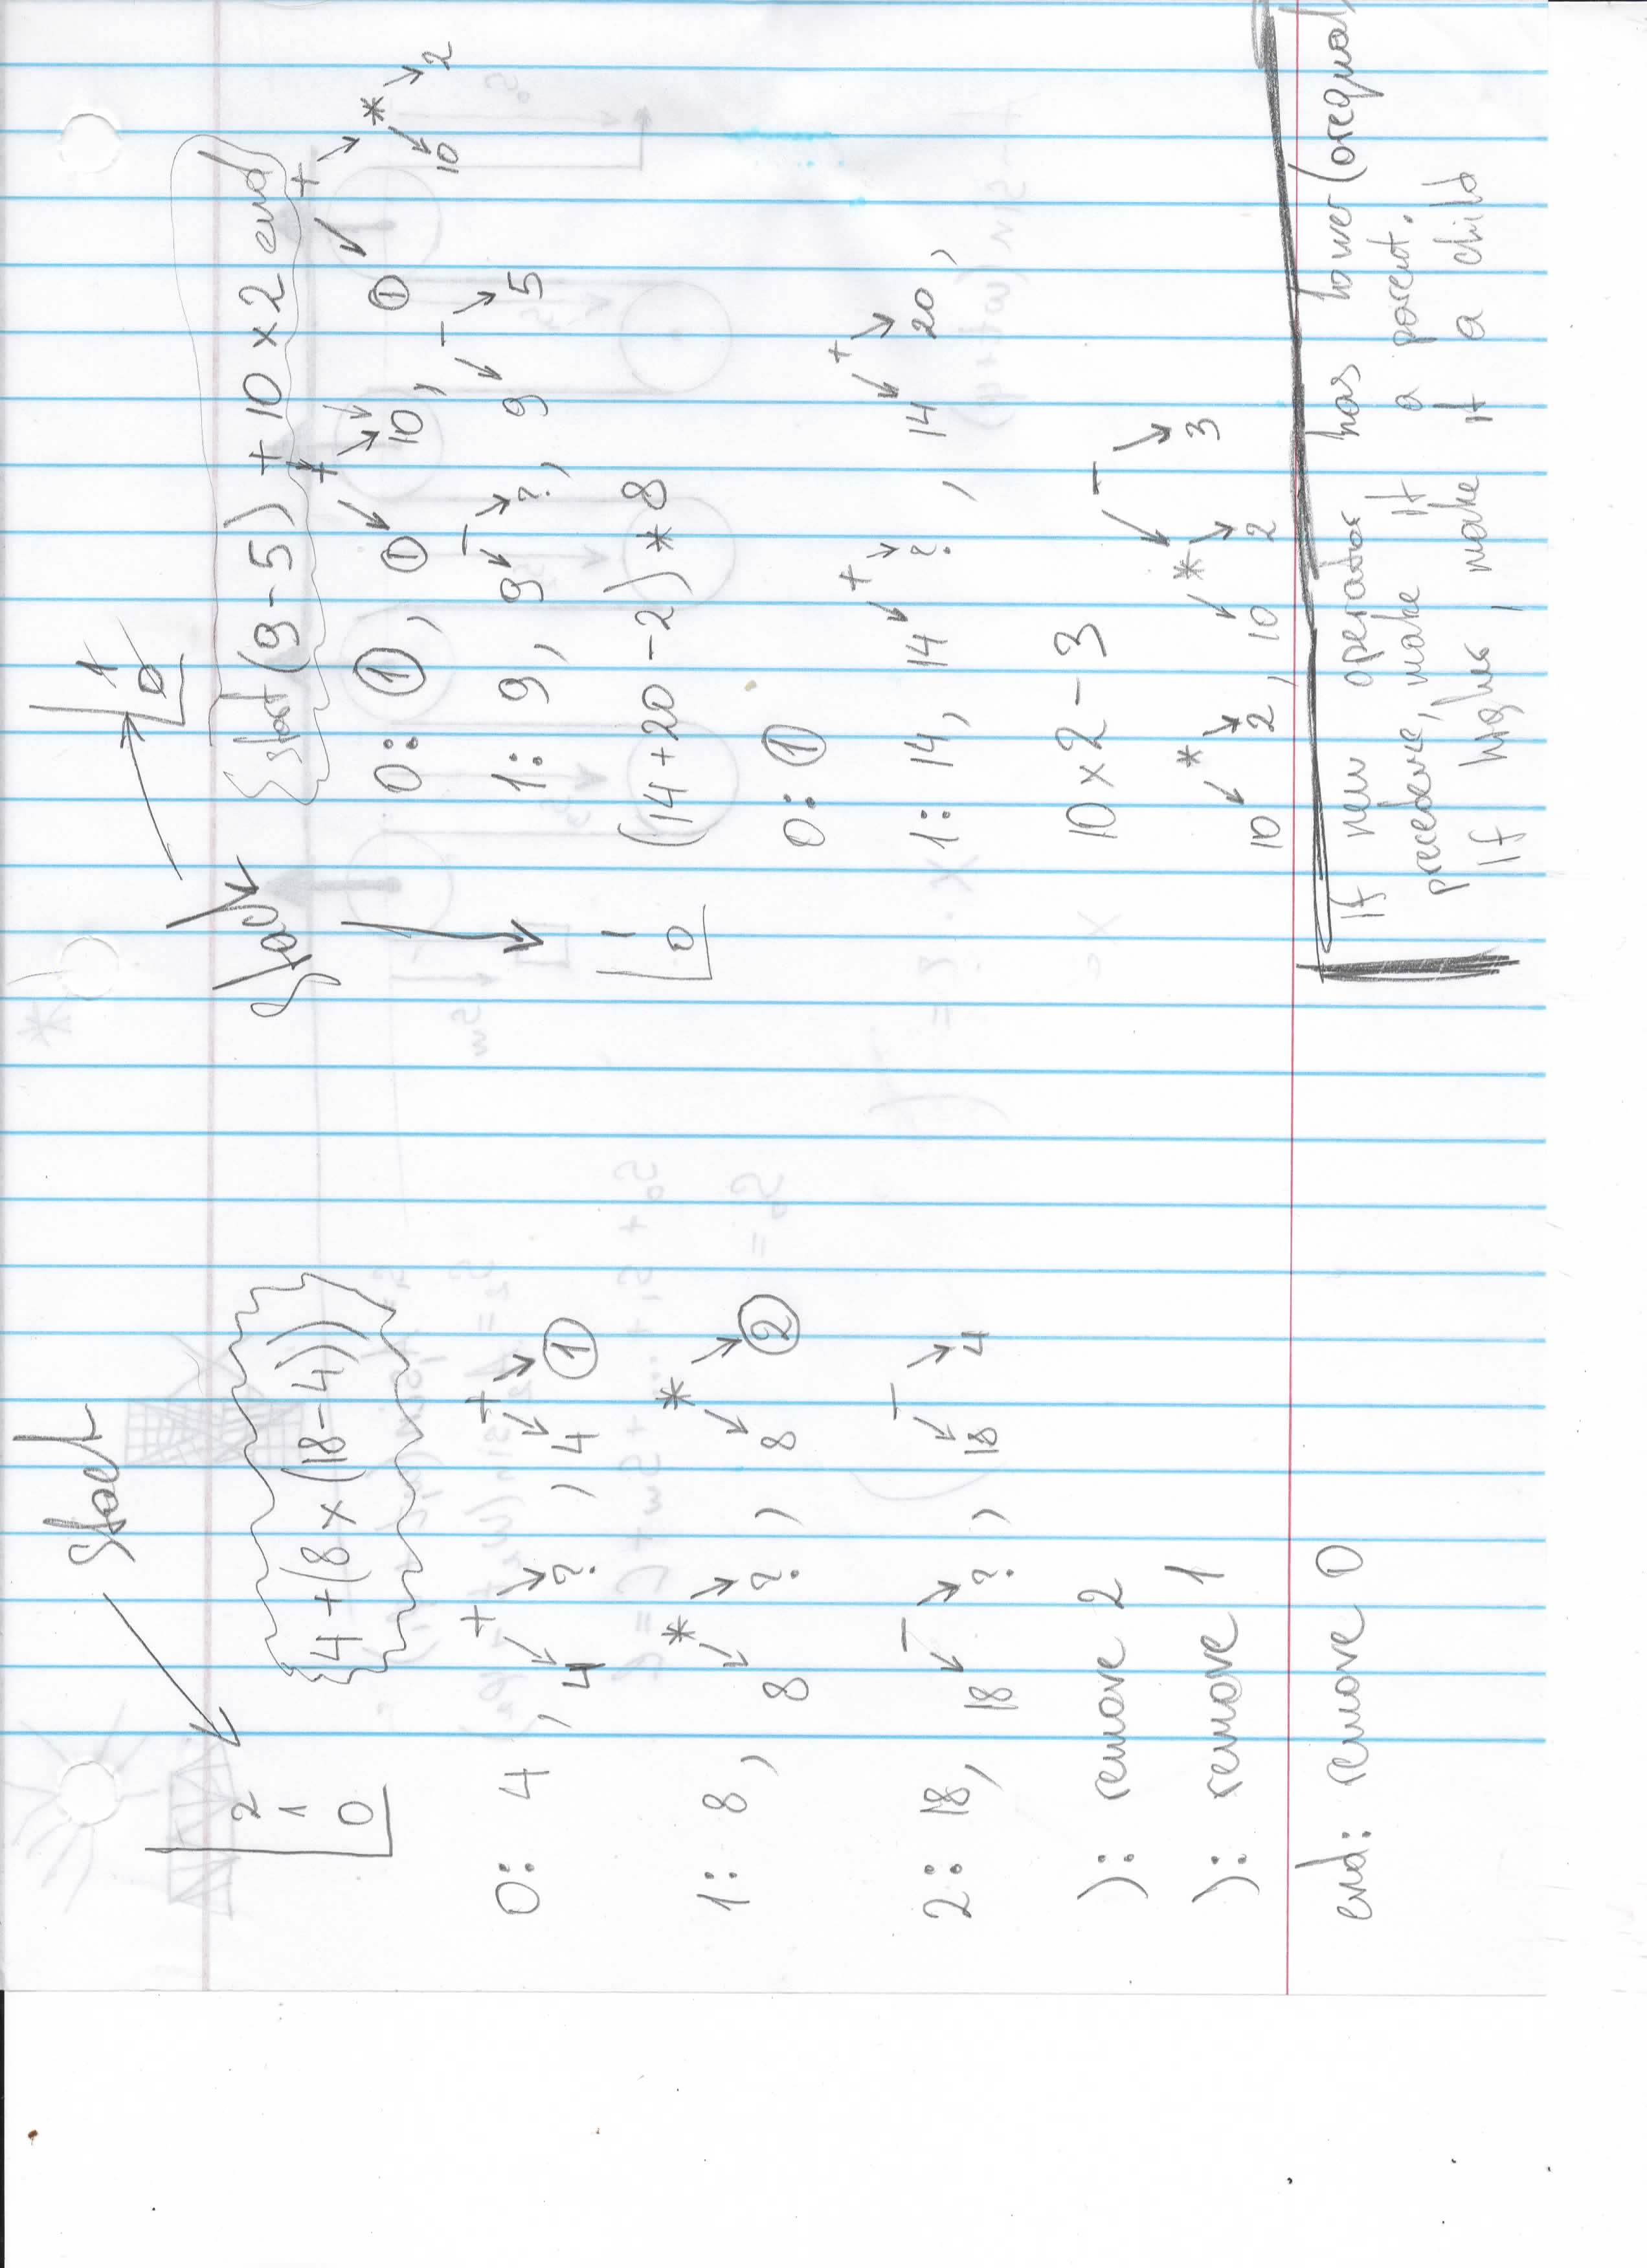 Stack
2
1
0
4+(8×(18-4))
0: 4, + 4 ?, + 4 ①
1: 8, * 8 ?, * 8 ②
2: 18, - 18 ?, - 18 4
): remove 2
): remove 1
end: remove 0
1
0
Stack
start (9-5) + 10 × 2 end
0: ①, + ① 10, + ① * 10 2
1: 9, - 9 ?, - 9 5
1
0
(14+20-2)*8
0: ①
1: 14, + 14 ?, + 14 20,
10×2-3
* 10 2, - * 3 10 2
If new operator has lower (or equal)
precedence, make it a parent.
If higher, make it a child